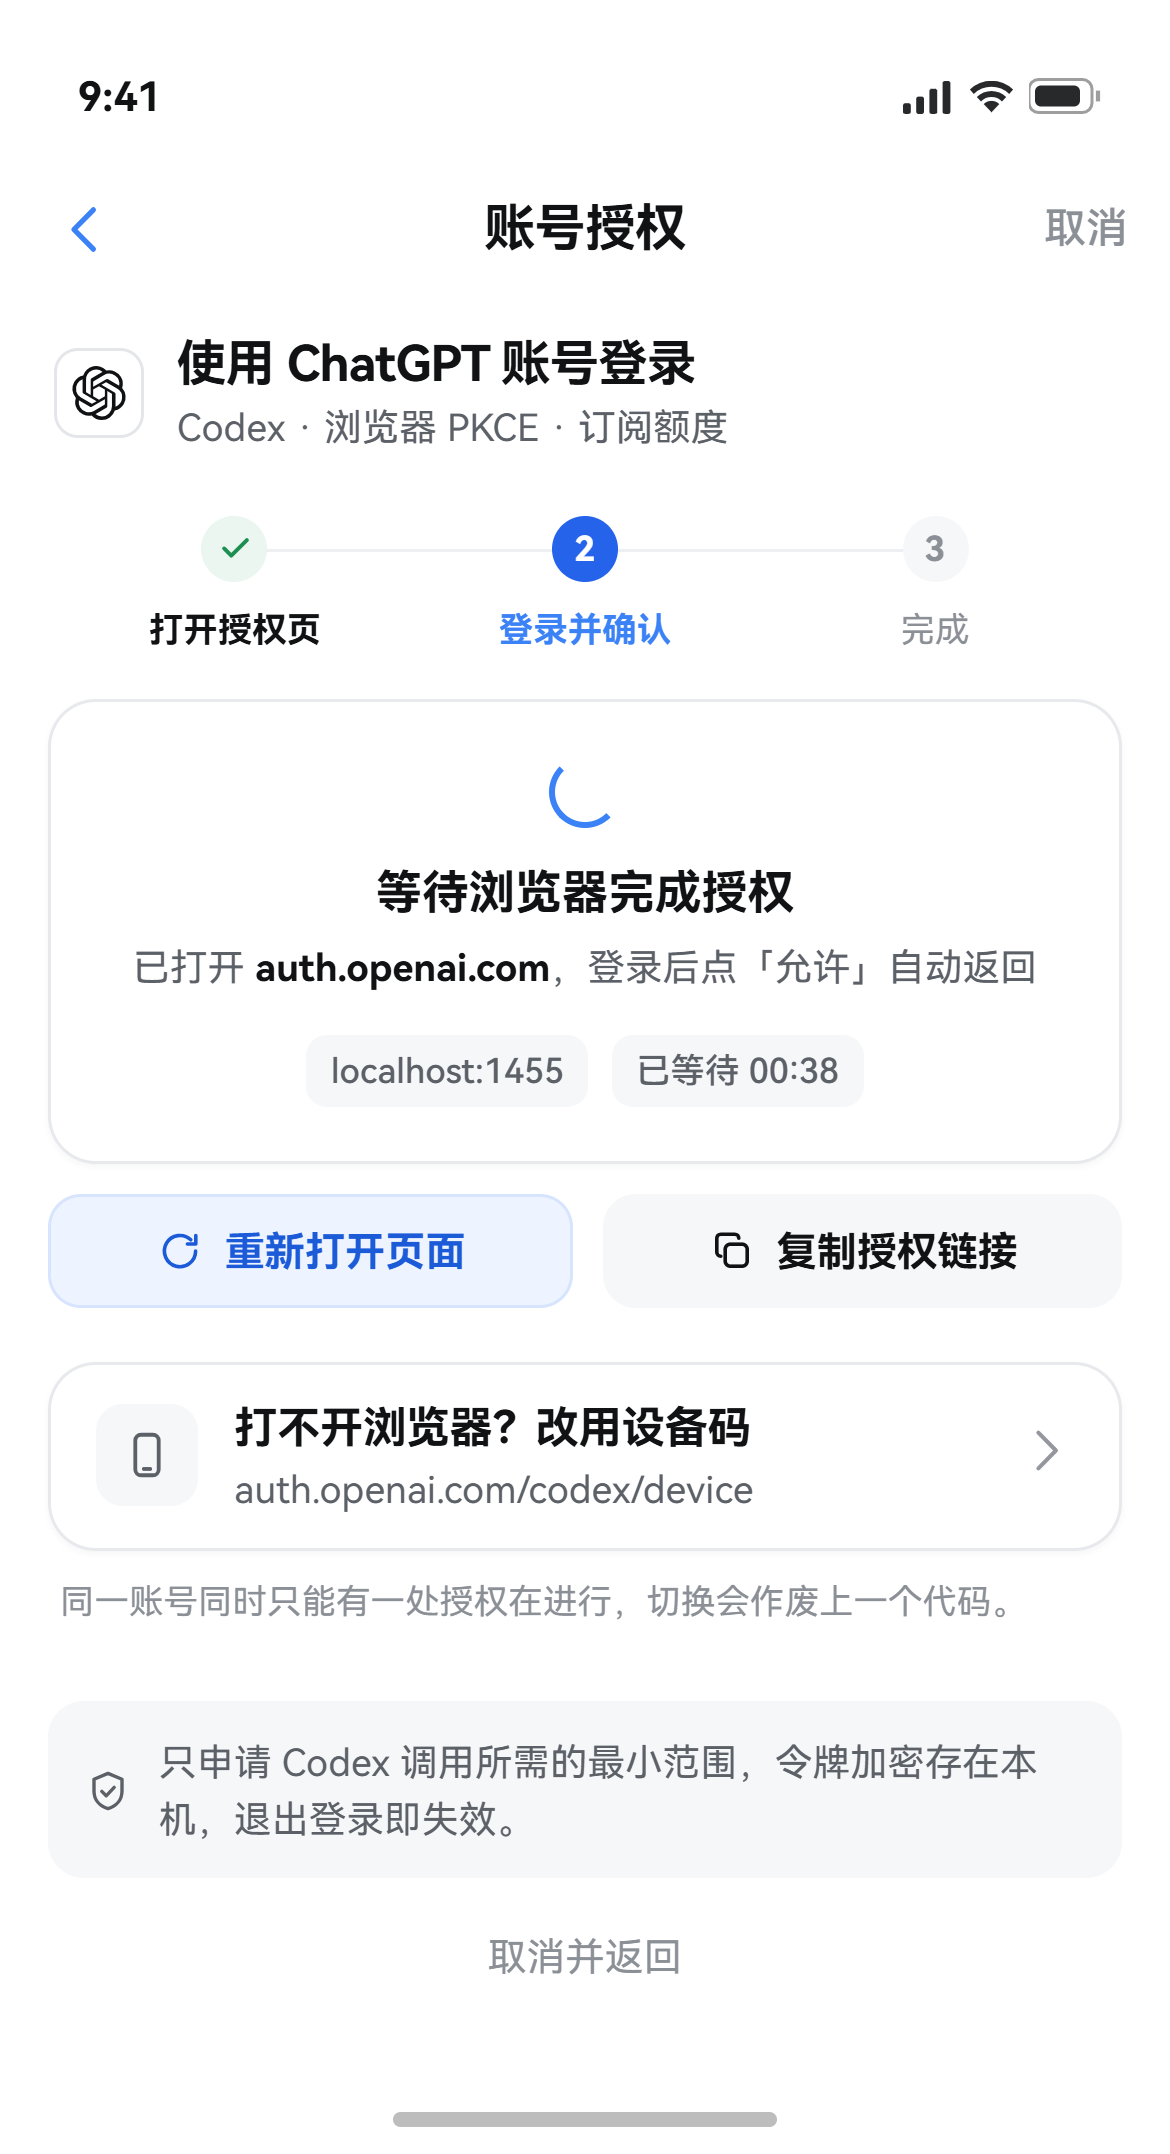 9:41
账号授权
取消
使用 ChatGPT 账号登录
Codex · 浏览器 PKCE · 订阅额度
2
3
打开授权页
登录并确认
完成
等待浏览器完成授权
已打开 auth.openai.com，登录后点「允许」自动返回
localhost:1455
已等待 00:38
重新打开页面
复制授权链接
打不开浏览器？改用设备码
auth.openai.com/codex/device
同一账号同时只能有一处授权在进行，切换会作废上一个代码。
只申请 Codex 调用所需的最小范围，令牌加密存在本
机，退出登录即失效。
取消并返回